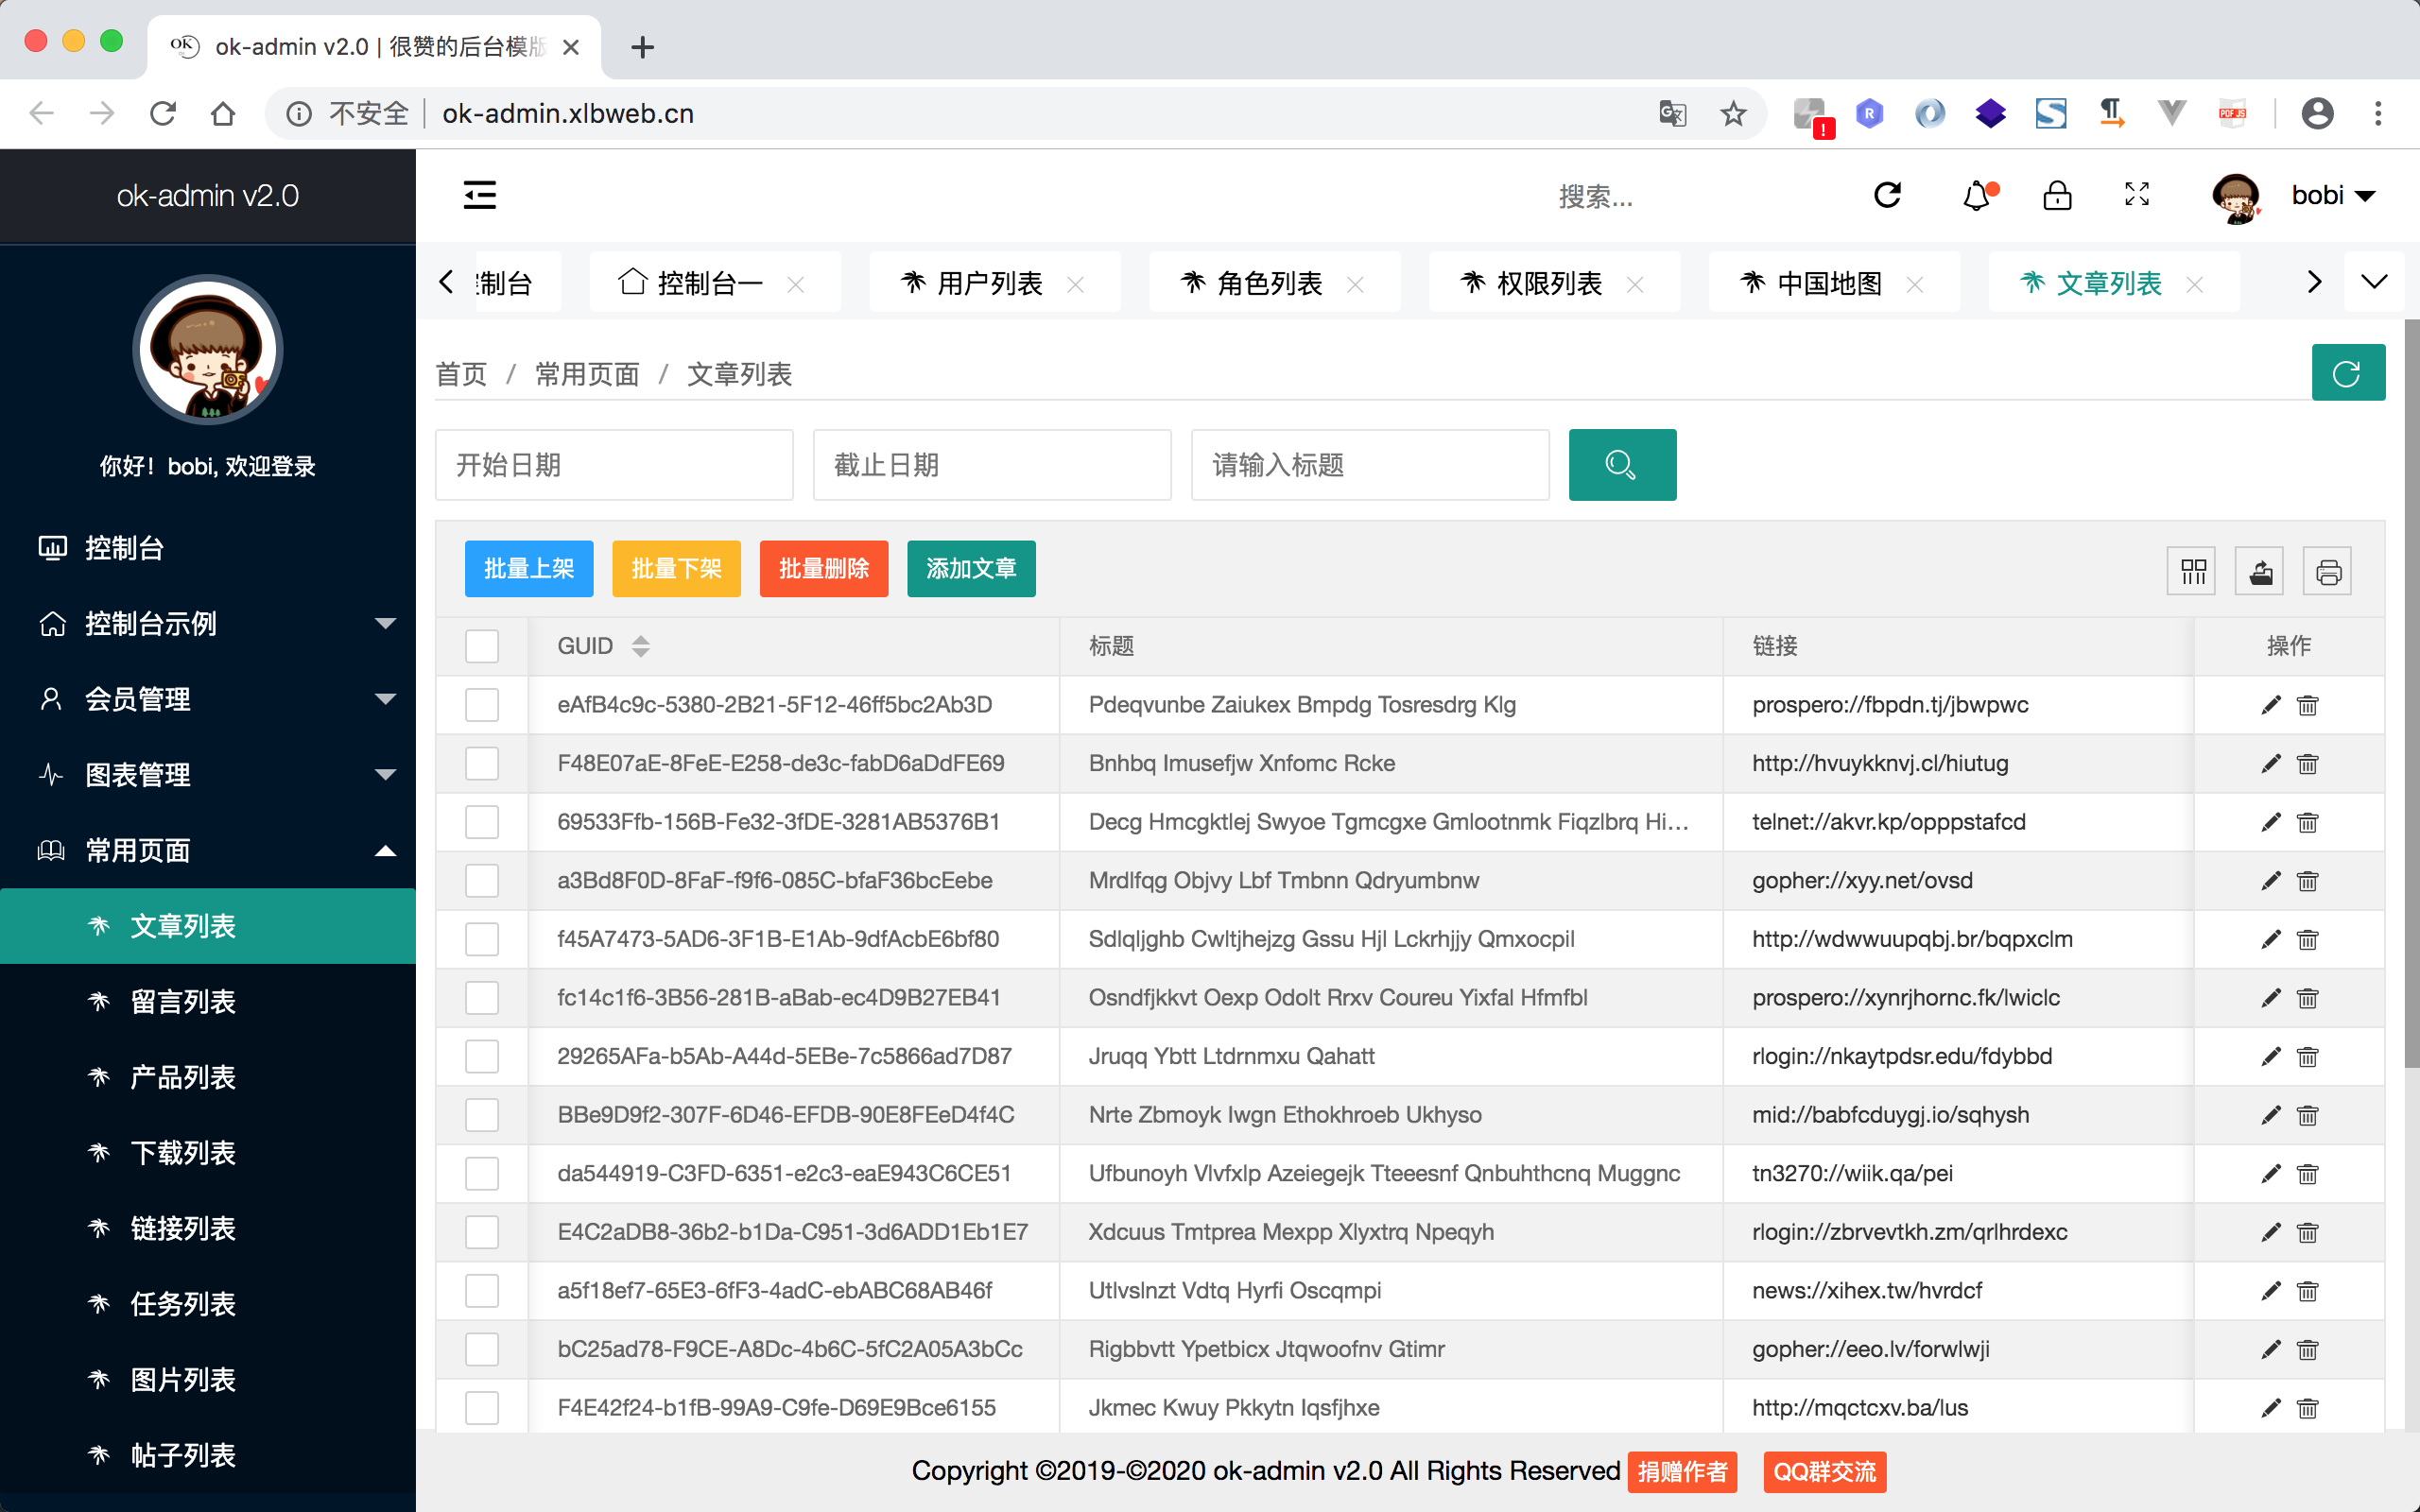 ok-admin v2.0 | 很赞的后台模版
不安全 ok-admin.xlbweb.cn
ok-admin v2.0
搜索...
bobi
控制台一
用户列表
角色列表
权限列表
中国地图
文章列表
你好！bobi, 欢迎登录
控制台
控制台示例
会员管理
图表管理
常用页面
文章列表
留言列表
产品列表
下载列表
链接列表
任务列表
图片列表
帖子列表
首页 / 常用页面 / 文章列表
开始日期
截止日期
请输入标题
批量上架
批量下架
批量删除
添加文章
GUID 标题 链接 操作
eAfB4c9c-5380-2B21-5F12-46ff5bc2Ab3D Pdeqvunbe Zaiukex Bmpdg Tosresdrg Klg prospero://fbpdn.tj/jbwpwc
F48E07aE-8FeE-E258-de3c-fabD6aDdFE69 Bnhbq Imusefjw Xnfomc Rcke http://hvuykknvj.cl/hiutug
69533Ffb-156B-Fe32-3fDE-3281AB5376B1 Decg Hmcgktlej Swyoe Tgmcgxe Gmlootnmk Fiqzlbrq Hi... telnet://akvr.kp/opppstafcd
a3Bd8F0D-8FaF-f9f6-085C-bfaF36bcEebe Mrdlfqg Objvy Lbf Tmbnn Qdryumbnw gopher://xyy.net/ovsd
f45A7473-5AD6-3F1B-E1Ab-9dfAcbE6bf80 Sdlqljghb Cwltjhejzg Gssu Hjl Lckrhjjy Qmxocpil http://wdwwuupqbj.br/bqpxclm
fc14c1f6-3B56-281B-aBab-ec4D9B27EB41 Osndfjkkvt Oexp Odolt Rrxv Coureu Yixfal Hfmfbl prospero://xynrjhornc.fk/lwiclc
29265AFa-b5Ab-A44d-5EBe-7c5866ad7D87 Jruqq Ybtt Ltdrnmxu Qahatt rlogin://nkaytpdsr.edu/fdybbd
BBe9D9f2-307F-6D46-EFDB-90E8FEeD4f4C Nrte Zbmoyk Iwgn Ethokhroeb Ukhyso mid://babfcduygj.io/sqhysh
da544919-C3FD-6351-e2c3-eaE943C6CE51 Ufbunoyh Vlvfxlp Azeiegejk Tteeesnf Qnbuhthcnq Muggnc tn3270://wiik.qa/pei
E4C2aDB8-36b2-b1Da-C951-3d6ADD1Eb1E7 Xdcuus Tmtprea Mexpp Xlyxtrq Npeqyh rlogin://zbrvevtkh.zm/qrlhrdexc
a5f18ef7-65E3-6fF3-4adC-ebABC68AB46f Utlvslnzt Vdtq Hyrfi Oscqmpi news://xihex.tw/hvrdcf
bC25ad78-F9CE-A8Dc-4b6C-5fC2A05A3bCc Rigbbvtt Ypetbicx Jtqwoofnv Gtimr gopher://eeo.lv/forwlwji
F4E42f24-b1fB-99A9-C9fe-D69E9Bce6155 Jkmec Kwuy Pkkytn Iqsfjhxe http://mqctcxv.ba/lus
Copyright ©2019-©2020 ok-admin v2.0 All Rights Reserved 捐赠作者 QQ群交流